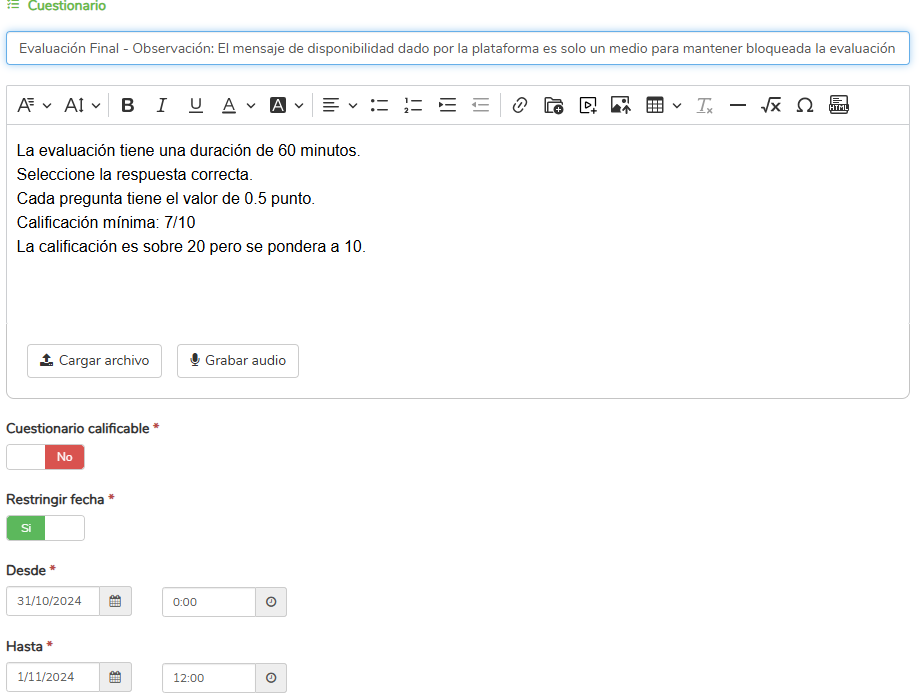 Cuestionario
Evaluación Final - Observación: El mensaje de disponibilidad dado por la plataforma es solo un medio para mantener bloqueada la evaluación
La evaluación tiene una duración de 60 minutos.
Seleccione la respuesta correcta.
Cada pregunta tiene el valor de 0.5 punto.
Calificación mínima: 7/10
La calificación es sobre 20 pero se pondera a 10.
Cargar archivo Grabar audio
Cuestionario calificable *
No
Restringir fecha *
Si
Desde *
31/10/2024 0:00
Hasta *
1/11/2024 12:00